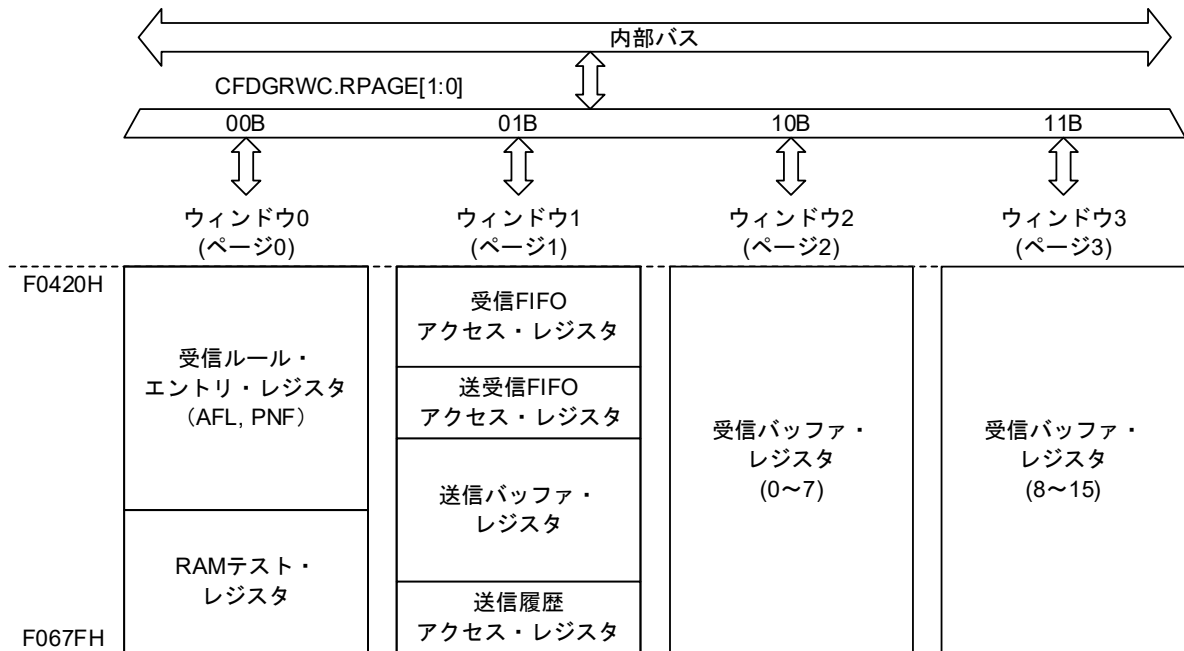 内部バス
CFDGRWC.RPAGE[1:0]
00B
01B
10B
11B
ウィンドウ0
(ページ0)
ウィンドウ1
(ページ1)
ウィンドウ2
(ページ2)
ウィンドウ3
(ページ3)
F0420H
受信ルール・
エントリ・レジスタ
（AFL, PNF）
RAMテスト・
レジスタ
受信FIFO
アクセス・レジスタ
送受信FIFO
アクセス・レジスタ
送信バッファ・
レジスタ
送信履歴
アクセス・レジスタ
受信バッファ・
レジスタ
(0～7)
受信バッファ・
レジスタ
(8～15)
F067FH